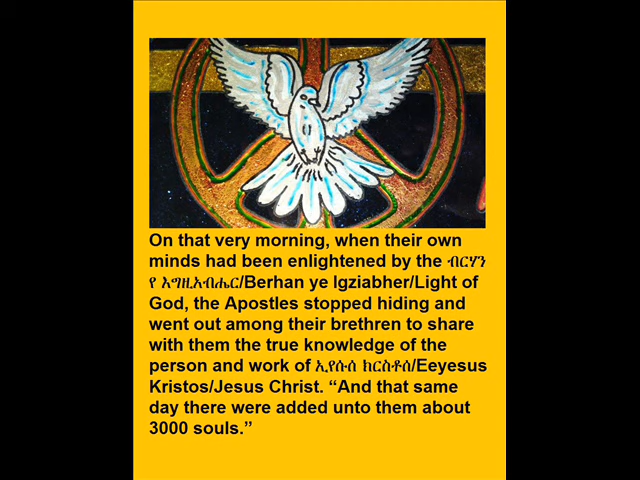 On that very morning, when their own
minds had been enlightened by the ብርሃን
የ እግዚአብሔር/Berhan ye Igziabher/Light of
God, the Apostles stopped hiding and
went out among their brethren to share
with them the true knowledge of the
person and work of ኢየሱሰ ክርስቶሰ/Eeyesus
Kristos/Jesus Christ. “And that same
day there were added unto them about
3000 souls.”